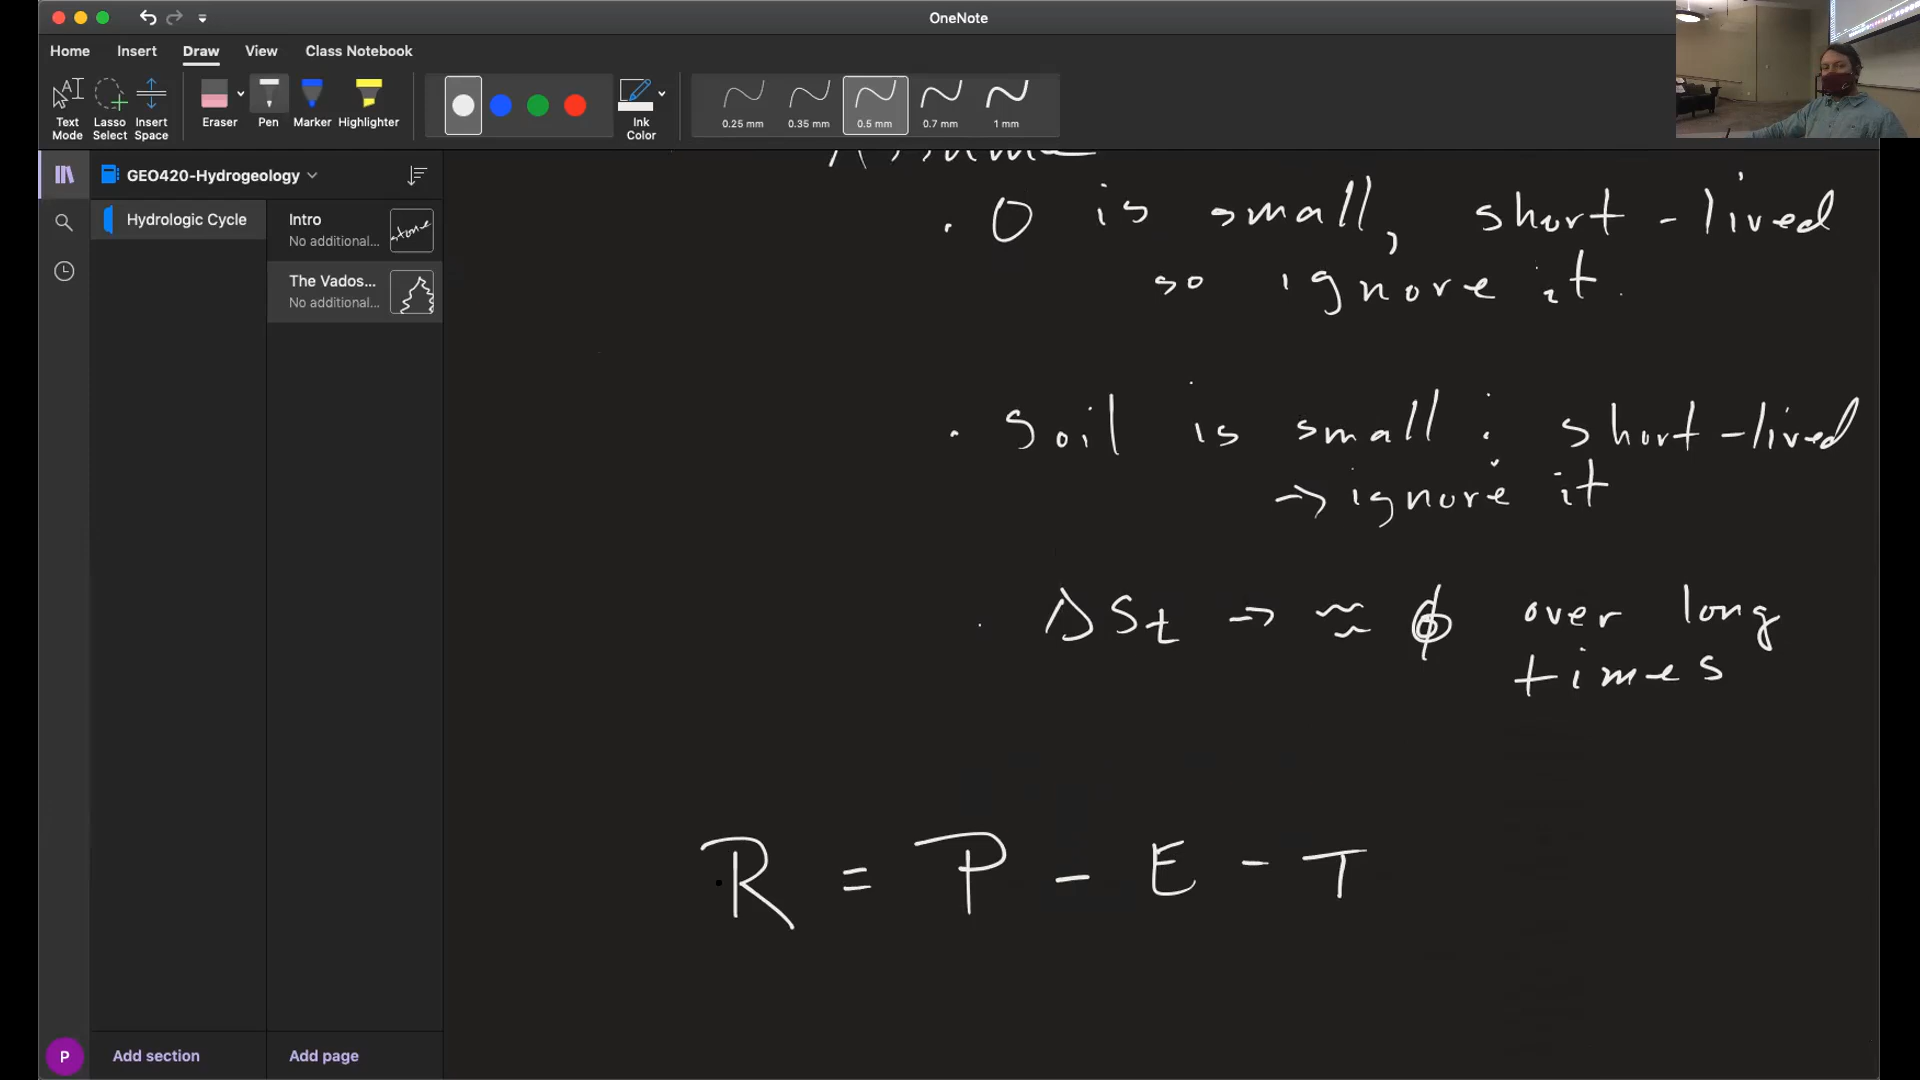 OneNote
Home Insert Draw View Class Notebook
Text Mode
Lasso Select
Insert Space
Eraser
Pen
Marker
Highlighter
Ink Color
0.25 mm
0.35 mm
0.5 mm
0.7 mm
1 mm
GEO420-Hydrogeology
Hydrologic Cycle
Intro
No additional...
The Vados...
No additional...
Assume
· O is small, short-lived
so ignore it.
· Soil is small : short-lived
→ ignore it
· ΔSt → ≈ ϕ over long
times
R = P - E - T
P
Add section
Add page